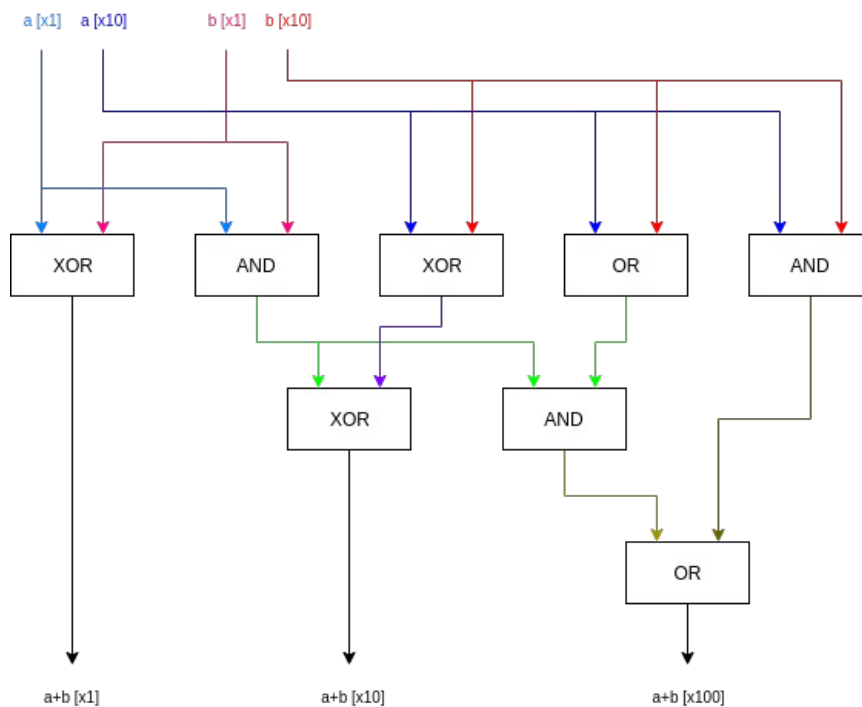 a [x1] a [x10] b [x1] b [x10]
XOR AND XOR OR AND
XOR AND
OR
a+b [x1] a+b [x10] a+b [x100]